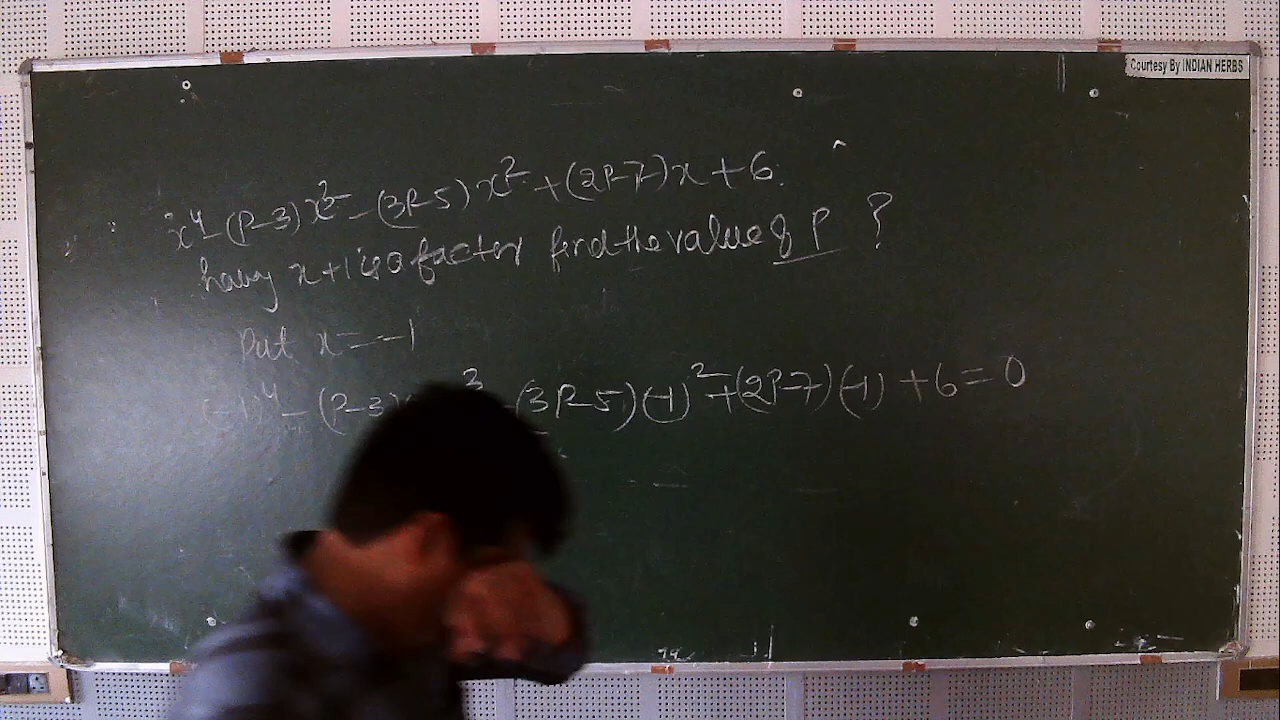 Courtesy By INDIAN HERBS
x⁴-(P-3)x³-(3P-5)x²+(2P-7)x+6.
having x+1 is a factor find the value of P ?
Put x=-1
(-1)⁴-(P-3) ³-(3P-5)(-1)²+(2P-7)(-1)+6=0